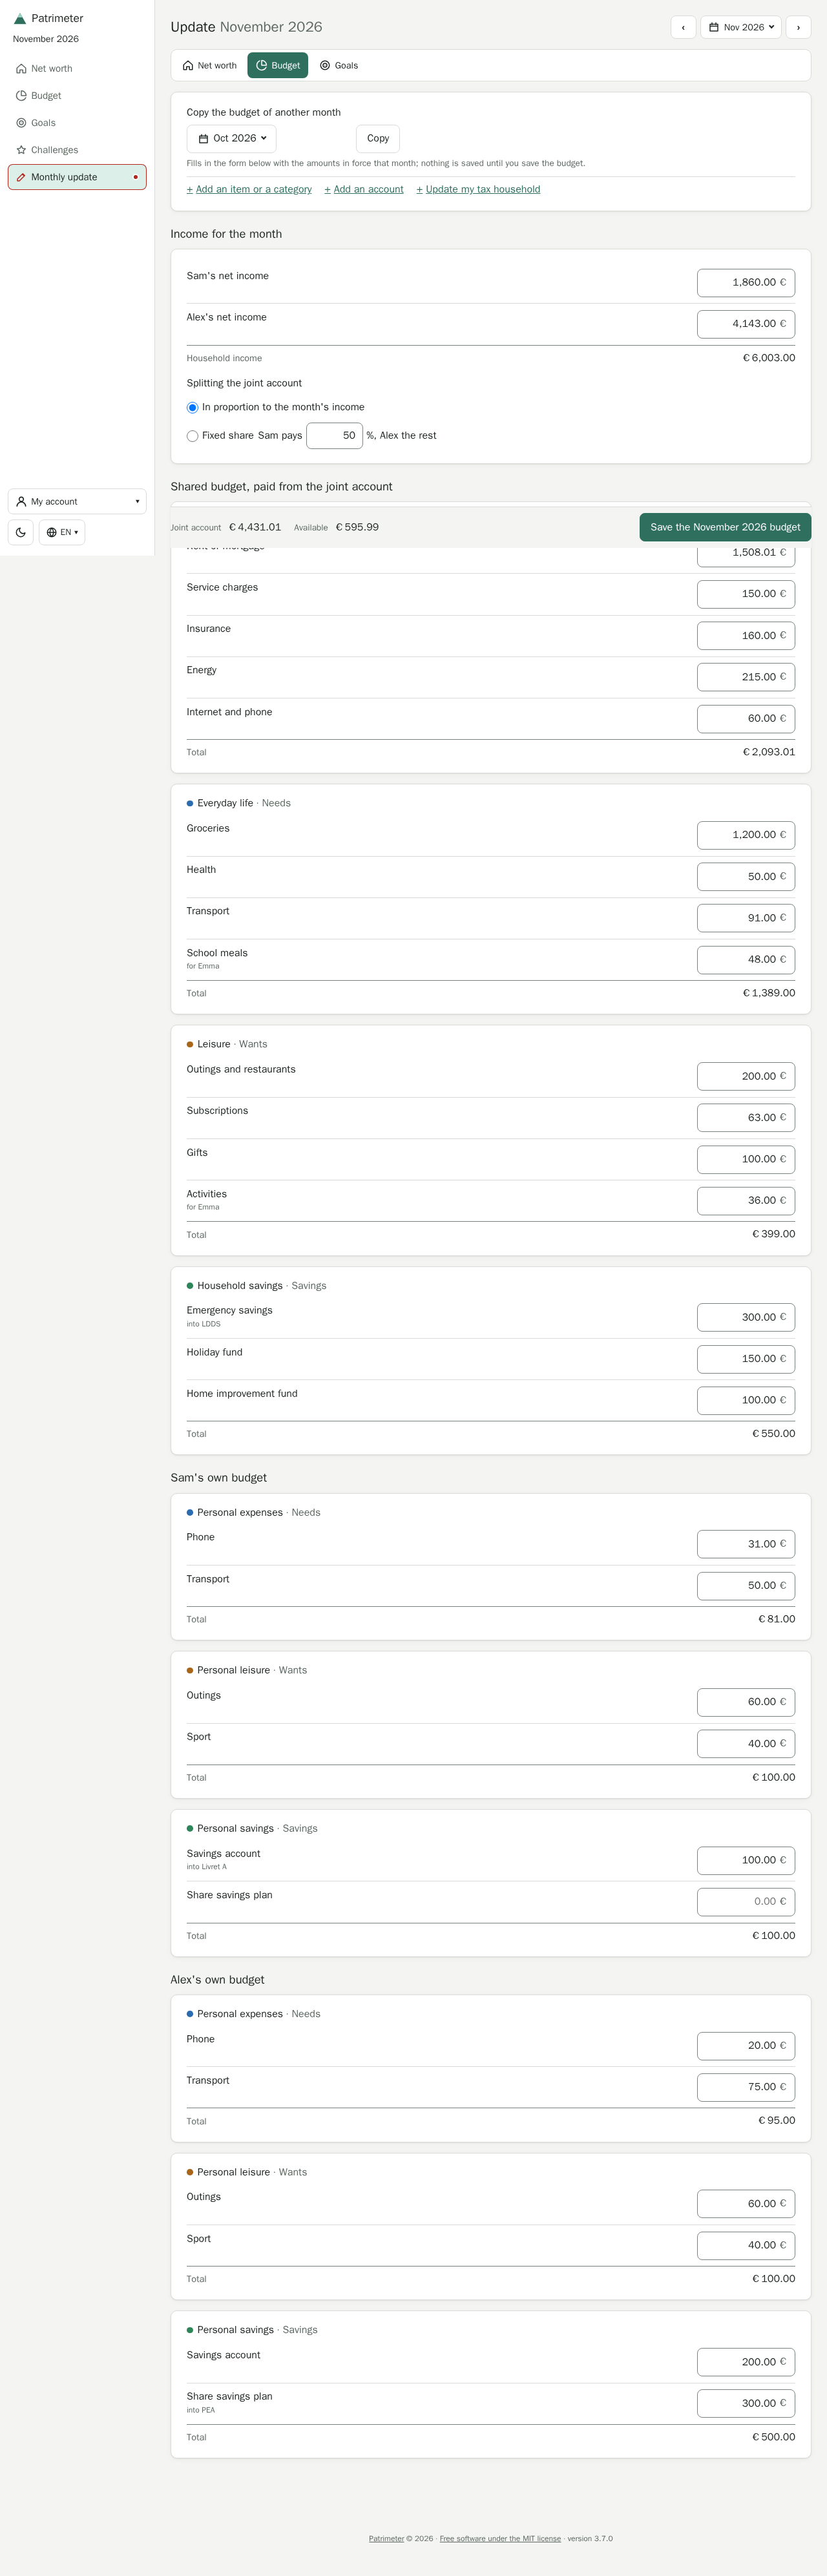 Patrimeter
November 2026
Net worth
Budget
Goals
Challenges
Monthly update
My account
EN
Update November 2026
Nov 2026
Net worth
Budget
Goals
Copy the budget of another month
Oct 2026
Copy
Fills in the form below with the amounts in force that month; nothing is saved until you save the budget.
+ Add an item or a category + Add an account + Update my tax household
Income for the month
Sam's net income 1,860.00 €
Alex's net income 4,143.00 €
Household income € 6,003.00
Splitting the joint account
In proportion to the month's income
Fixed share Sam pays 50 %, Alex the rest
Shared budget, paid from the joint account
Joint account € 4,431.01 Available € 595.99 Save the November 2026 budget
1,508.01 €
Service charges 150.00 €
Insurance 160.00 €
Energy 215.00 €
Internet and phone 60.00 €
Total € 2,093.01
Everyday life · Needs
Groceries 1,200.00 €
Health 50.00 €
Transport 91.00 €
School meals 48.00 €
for Emma
Total € 1,389.00
Leisure · Wants
Outings and restaurants 200.00 €
Subscriptions 63.00 €
Gifts 100.00 €
Activities 36.00 €
for Emma
Total € 399.00
Household savings · Savings
Emergency savings 300.00 €
into LDDS
Holiday fund 150.00 €
Home improvement fund 100.00 €
Total € 550.00
Sam's own budget
Personal expenses · Needs
Phone 31.00 €
Transport 50.00 €
Total € 81.00
Personal leisure · Wants
Outings 60.00 €
Sport 40.00 €
Total € 100.00
Personal savings · Savings
Savings account 100.00 €
into Livret A
Share savings plan 0.00 €
Total € 100.00
Alex's own budget
Personal expenses · Needs
Phone 20.00 €
Transport 75.00 €
Total € 95.00
Personal leisure · Wants
Outings 60.00 €
Sport 40.00 €
Total € 100.00
Personal savings · Savings
Savings account 200.00 €
Share savings plan 300.00 €
into PEA
Total € 500.00
Patrimeter © 2026 · Free software under the MIT license · version 3.7.0